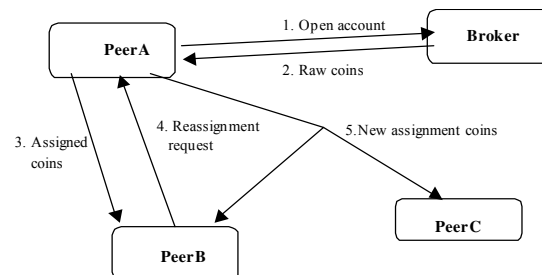 1. Open account
PeerA
Broker
2. Raw coins
3. Assigned
coins
4. Reassignment
request
5.New assignment coins
PeerC
PeerB